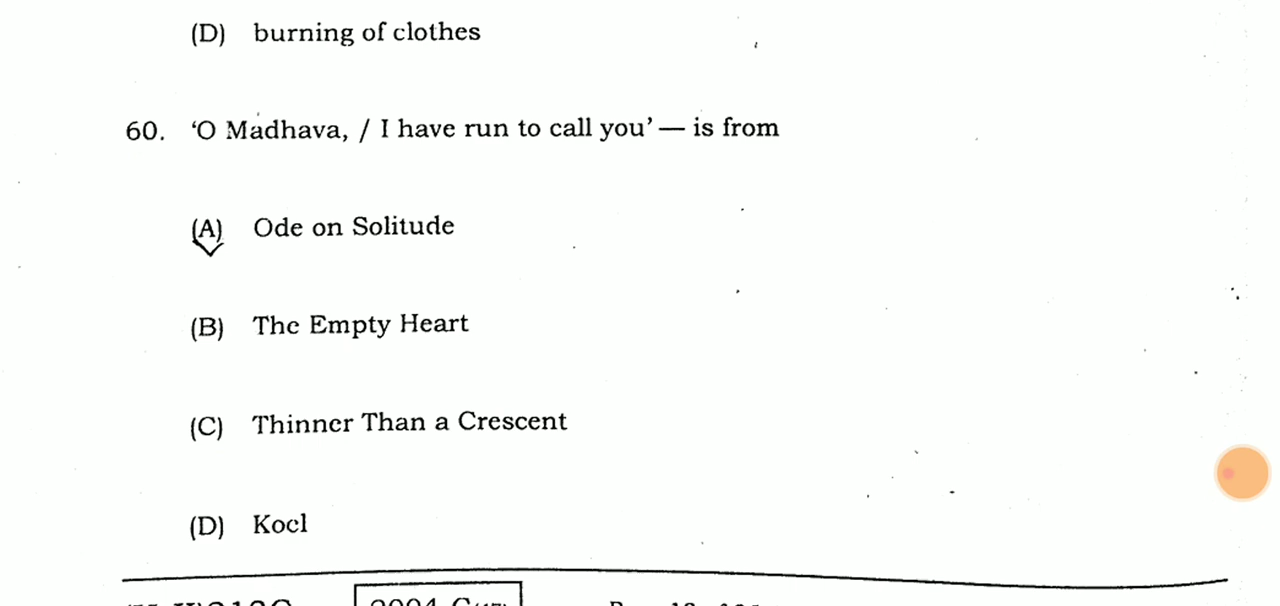 (D) burning of clothes
60. 'O Madhava, / I have run to call you' — is from
(A) Ode on Solitude
(B) The Empty Heart
(C) Thinner Than a Crescent
(D) Koel